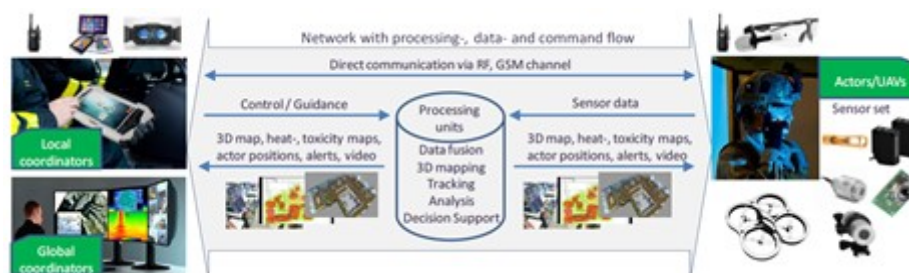 Network with processing-, data- and command flow
Direct communication via RF, GSM channel
Control / Guidance
Processing
units
Sensor data
3D map, heat-, toxicity maps,
actor positions, alerts, video
Data fusion
3D mapping
Tracking
Analysis
Decision Support
3D map, heat-, toxicity maps,
actor positions, alerts, video
Local
coordinators
Global
coordinators
Actors/UAVs
Sensor set